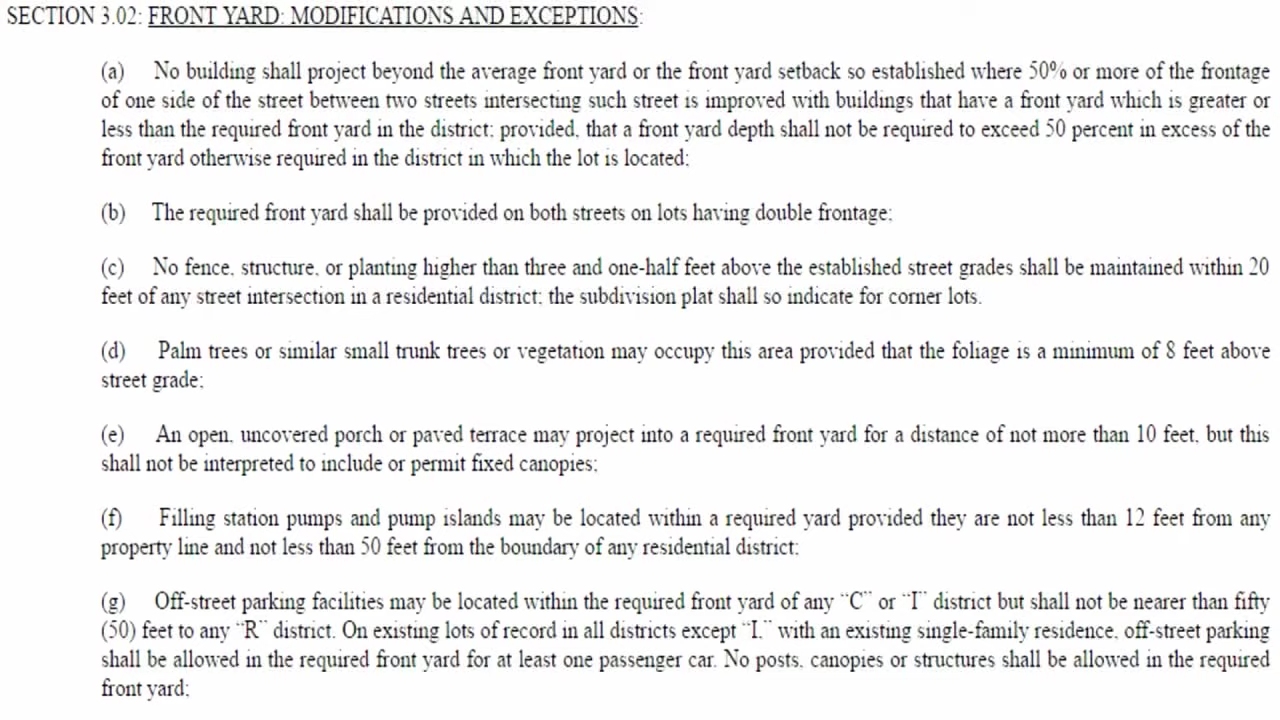 SECTION 3.02: FRONT YARD: MODIFICATIONS AND EXCEPTIONS:
(a) No building shall project beyond the average front yard or the front yard setback so established where 50% or more of the frontage
of one side of the street between two streets intersecting such street is improved with buildings that have a front yard which is greater or
less than the required front yard in the district; provided, that a front yard depth shall not be required to exceed 50 percent in excess of the
front yard otherwise required in the district in which the lot is located;
(b) The required front yard shall be provided on both streets on lots having double frontage;
(c) No fence, structure, or planting higher than three and one-half feet above the established street grades shall be maintained within 20
feet of any street intersection in a residential district; the subdivision plat shall so indicate for corner lots.
(d) Palm trees or similar small trunk trees or vegetation may occupy this area provided that the foliage is a minimum of 8 feet above
street grade;
(e) An open, uncovered porch or paved terrace may project into a required front yard for a distance of not more than 10 feet, but this
shall not be interpreted to include or permit fixed canopies;
(f) Filling station pumps and pump islands may be located within a required yard provided they are not less than 12 feet from any
property line and not less than 50 feet from the boundary of any residential district;
(g) Off-street parking facilities may be located within the required front yard of any "C" or "I" district but shall not be nearer than fifty
(50) feet to any "R" district. On existing lots of record in all districts except "I," with an existing single-family residence, off-street parking
shall be allowed in the required front yard for at least one passenger car. No posts, canopies or structures shall be allowed in the required
front yard;